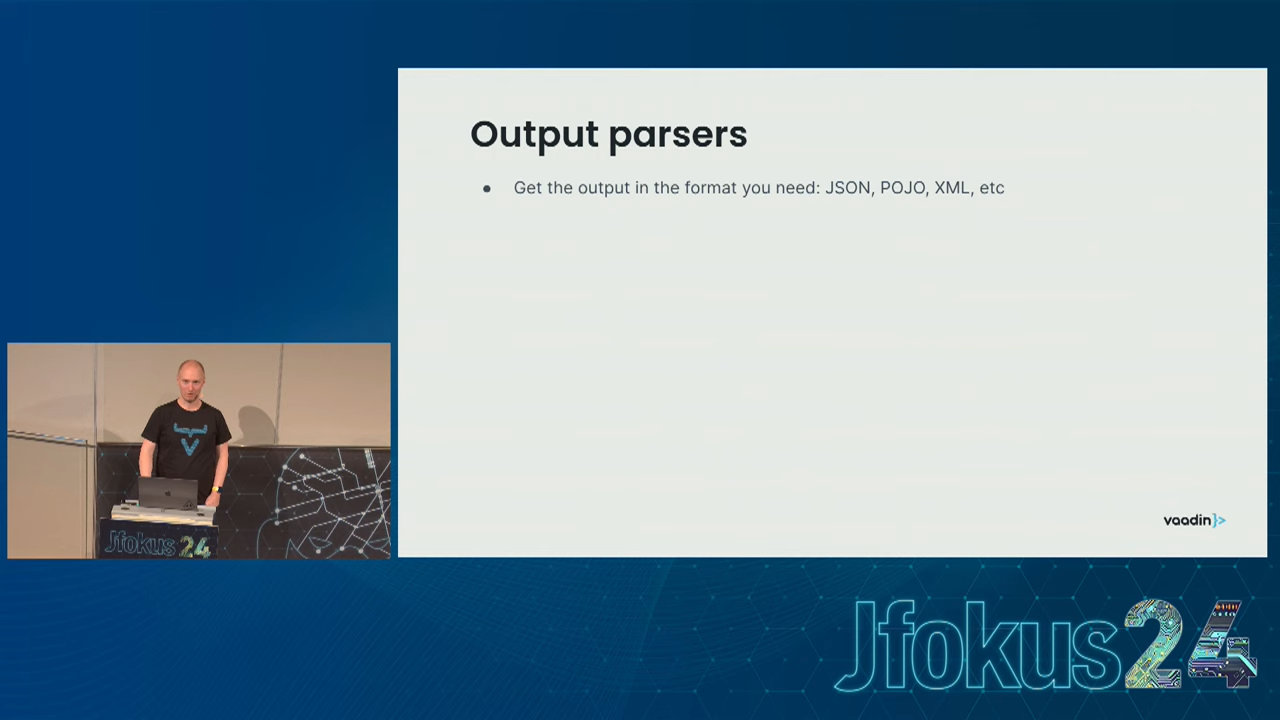 Output parsers
● Get the output in the format you need: JSON, POJO, XML, etc
vaadin}>
Jfokus 24
Jfokus24